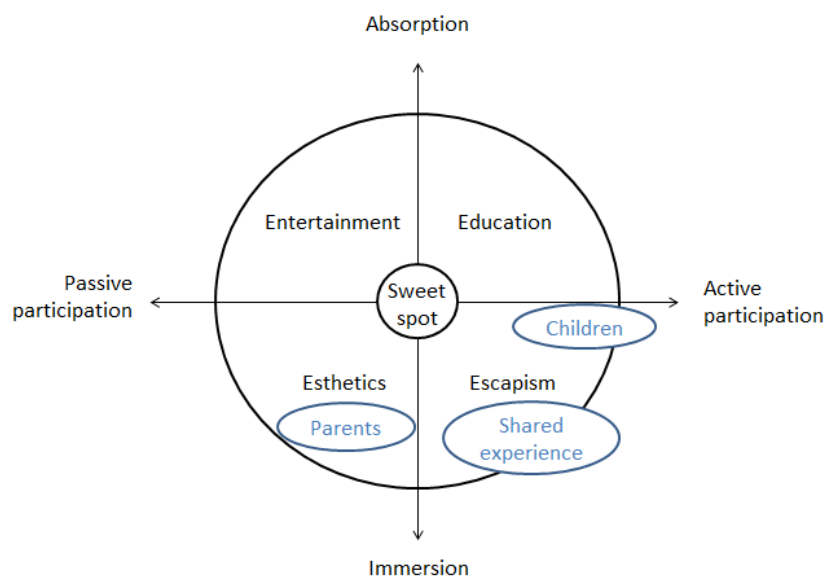 Absorption
Entertainment
Education
Passive
participation
Sweet
spot
Active
participation
Children
Esthetics
Escapism
Parents
Shared
experience
Immersion